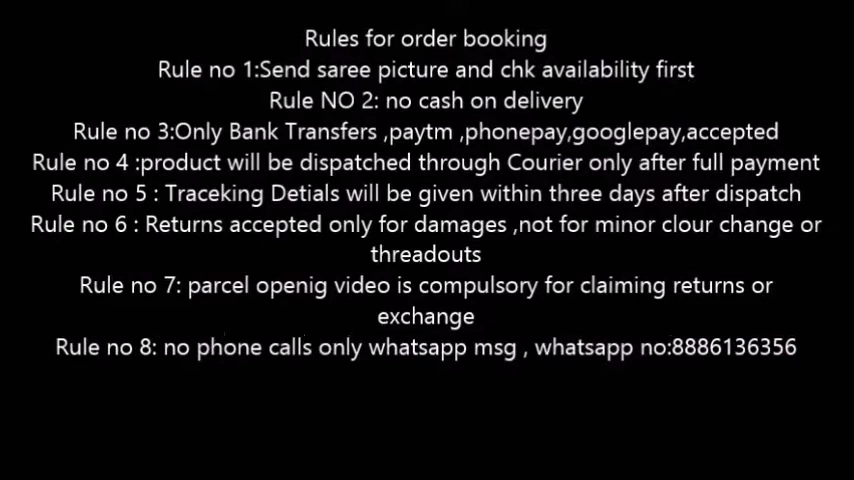 Rules for order booking
Rule no 1:Send saree picture and chk availability first
Rule NO 2: no cash on delivery
Rule no 3:Only Bank Transfers ,paytm ,phonepay,googlepay,accepted
Rule no 4 :product will be dispatched through Courier only after full payment
Rule no 5 : Traceking Detials will be given within three days after dispatch
Rule no 6 : Returns accepted only for damages ,not for minor clour change or
threadouts
Rule no 7: parcel openig video is compulsory for claiming returns or
exchange
Rule no 8: no phone calls only whatsapp msg , whatsapp no:8886136356